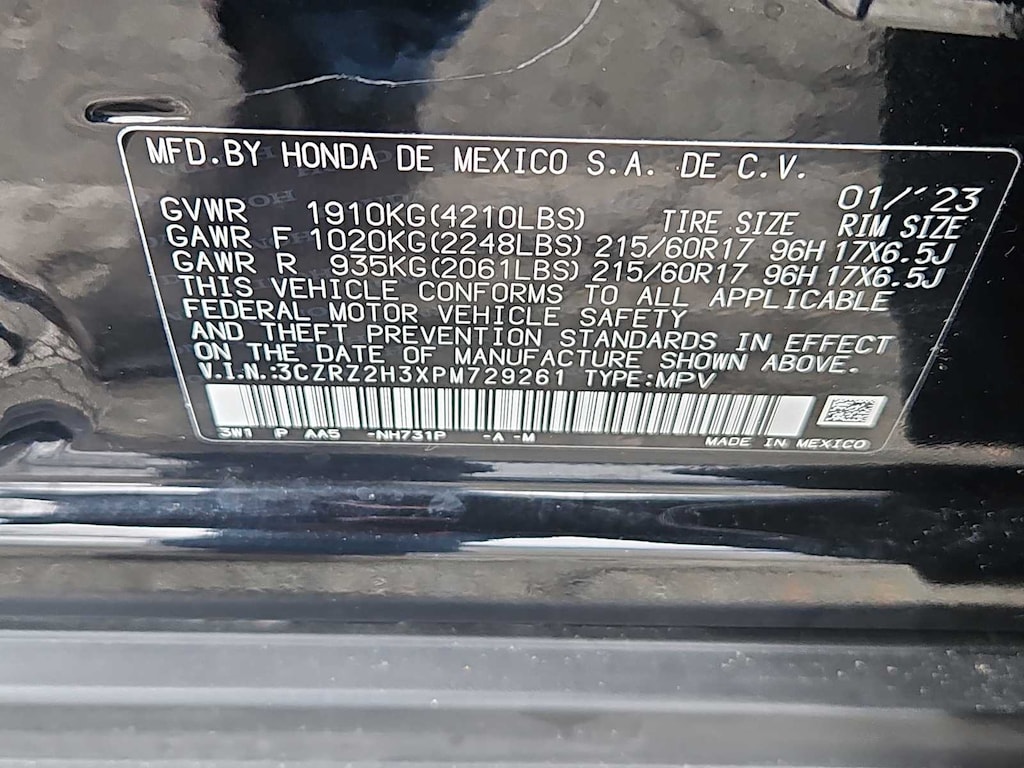 MFD.BY HONDA DE MEXICO S.A. DE C.V.
01/'23
GVWR 1910KG(4210LBS) TIRE SIZE RIM SIZE
GAWR F 1020KG(2248LBS) 215/60R17 96H 17X6.5J
GAWR R 935KG(2061LBS) 215/60R17 96H 17X6.5J
THIS VEHICLE CONFORMS TO ALL APPLICABLE
FEDERAL MOTOR VEHICLE SAFETY
AND THEFT PREVENTION STANDARDS IN EFFECT
ON THE DATE OF MANUFACTURE SHOWN ABOVE.
V.I.N.:3CZRZ2H3XPM729261 TYPE:MPV
3W1 P AA5 -NH731P -A -M
MADE IN MEXICO